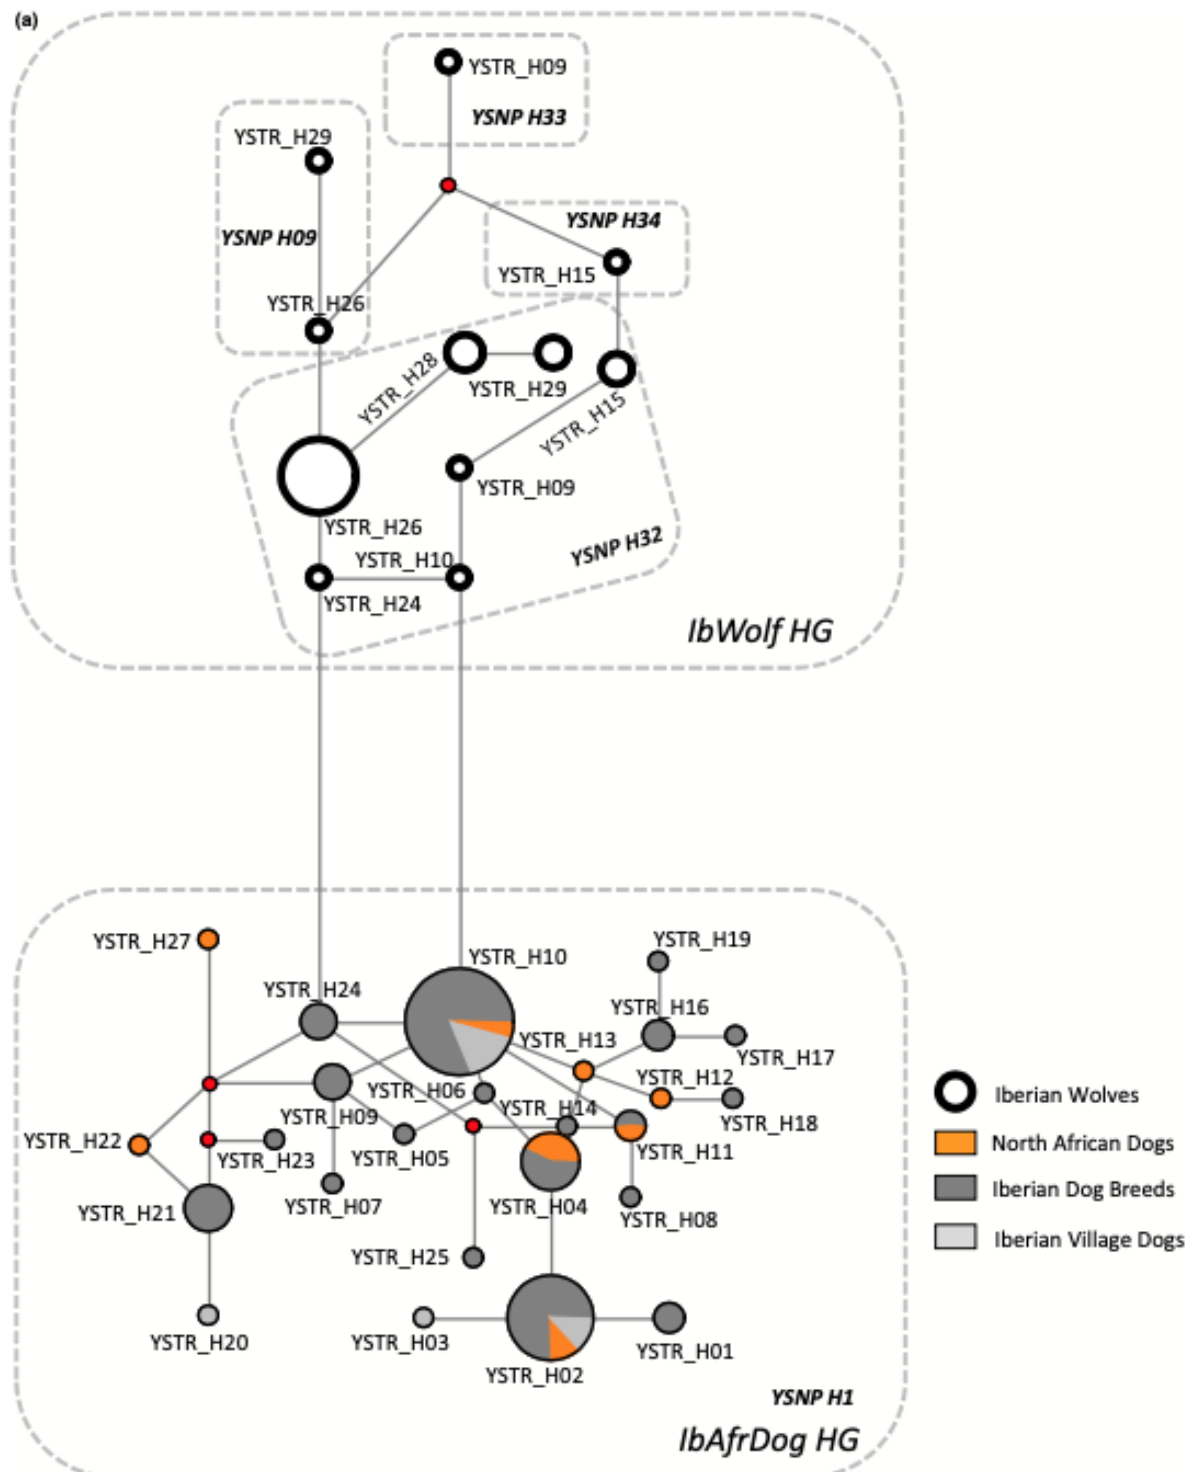 (a)
YSTR_H09
YSNP H33
YSTR_H29
YSNP H34
YSNP H09
YSTR_H15
YSTR_H26
YSTR_H28
YSTR_H29
YSTR_H15
YSTR_H09
YSTR_H26
YSNP H32
YSTR_H10
YSTR_H24
IbWolf HG
YSTR_H27
YSTR_H19
YSTR_H10
YSTR_H24
YSTR_H16
YSTR_H13
YSTR_H17
YSTR_H12
YSTR_H06
Iberian Wolves
YSTR_H14
YSTR_H09
YSTR_H18
YSTR_H22
North African Dogs
YSTR_H23
YSTR_H05
YSTR_H11
Iberian Dog Breeds
YSTR_H21
YSTR_H07
YSTR_H04
YSTR_H08
Iberian Village Dogs
YSTR_H25
YSTR_H20
YSTR_H03
YSTR_H01
YSTR_H02
YSNP H1
IbAfrDog HG